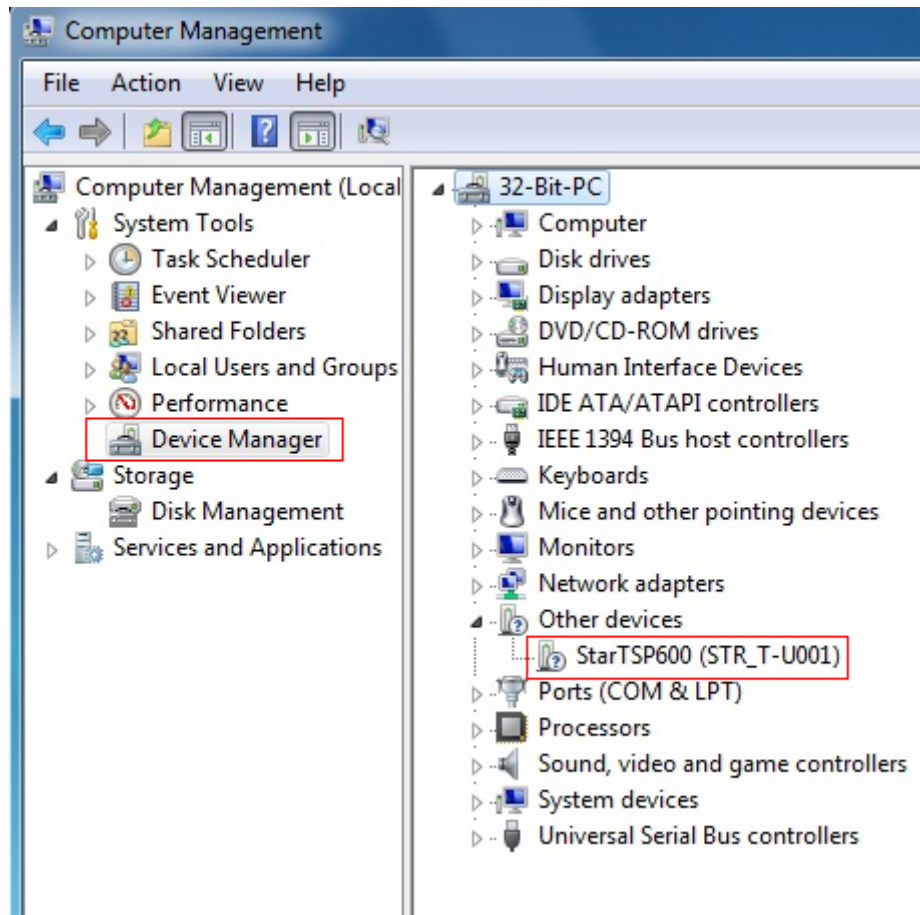 Computer Management
File Action View Help
Computer Management (Local
System Tools
Task Scheduler
Event Viewer
Shared Folders
Local Users and Groups
Performance
Device Manager
Storage
Disk Management
Services and Applications
32-Bit-PC
Computer
Disk drives
Display adapters
DVD/CD-ROM drives
Human Interface Devices
IDE ATA/ATAPI controllers
IEEE 1394 Bus host controllers
Keyboards
Mice and other pointing devices
Monitors
Network adapters
Other devices
StarTSP600 (STR_T-U001)
Ports (COM & LPT)
Processors
Sound, video and game controllers
System devices
Universal Serial Bus controllers